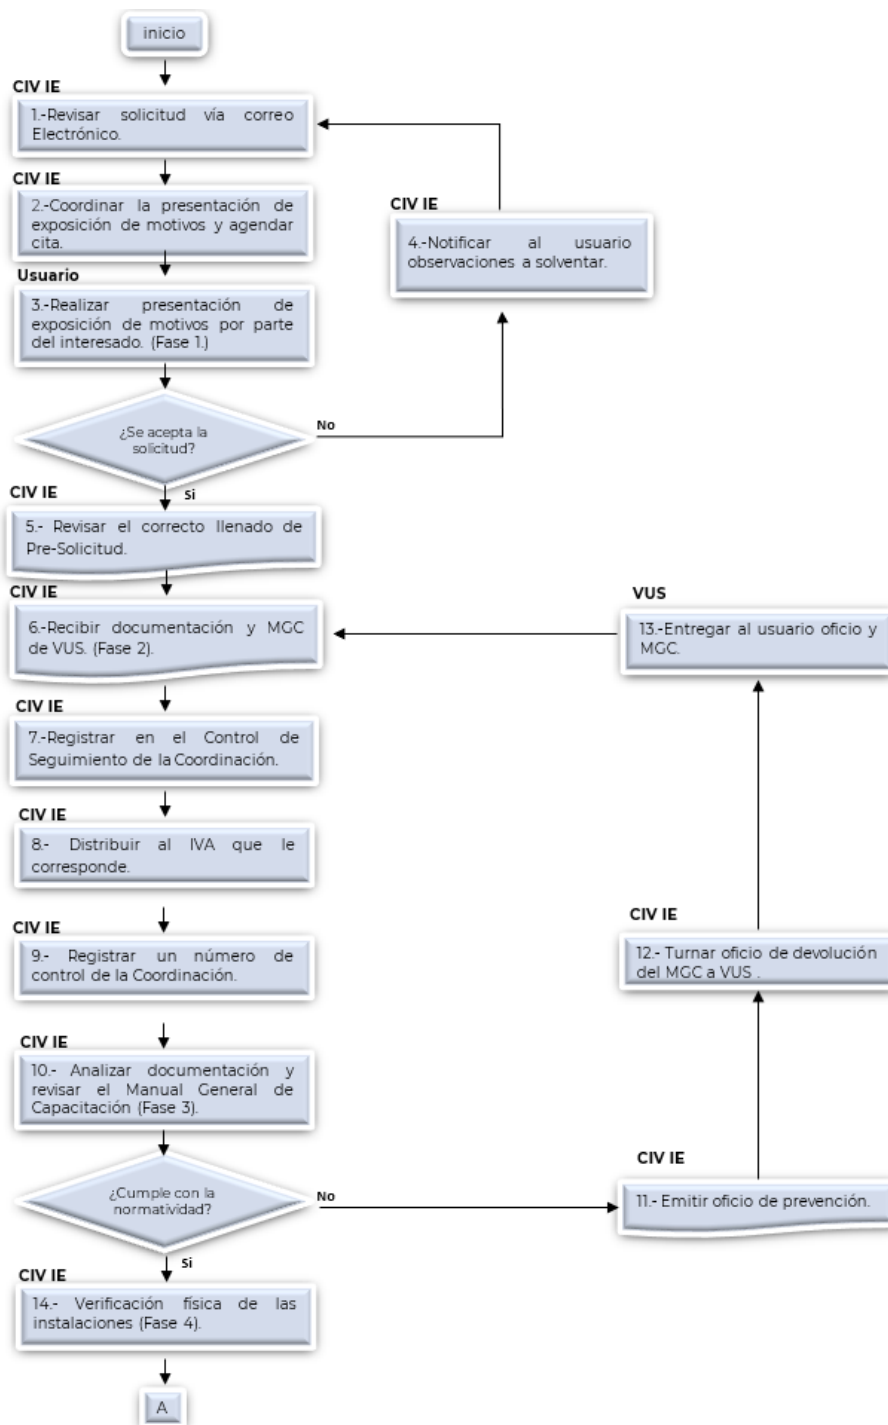 inicio
CIV IE
1.-Revisar solicitud vía correo
Electrónico.
CIV IE
2.-Coordinar la presentación de
exposición de motivos y agendar
cita.
Usuario
3.-Realizar presentación de
exposición de motivos por parte
del interesado. (Fase 1.)
CIV IE
4.-Notificar al usuario
observaciones a solventar.
¿Se acepta la
solicitud?
No
Si
CIV IE
5.- Revisar el correcto llenado de
Pre-Solicitud.
CIV IE
6.-Recibir documentación y MGC
de VUS. (Fase 2).
VUS
13.-Entregar al usuario oficio y
MGC.
CIV IE
7.-Registrar en el Control de
Seguimiento de la Coordinación.
CIV IE
8.- Distribuir al IVA que le
corresponde.
CIV IE
9.- Registrar un número de
control de la Coordinación.
CIV IE
12.- Turnar oficio de devolución
del MGC a VUS .
CIV IE
10.- Analizar documentación y
revisar el Manual General de
Capacitación (Fase 3).
¿Cumple con la
normatividad?
No
CIV IE
11.- Emitir oficio de prevención.
Si
CIV IE
14.- Verificación física de las
instalaciones (Fase 4).
A